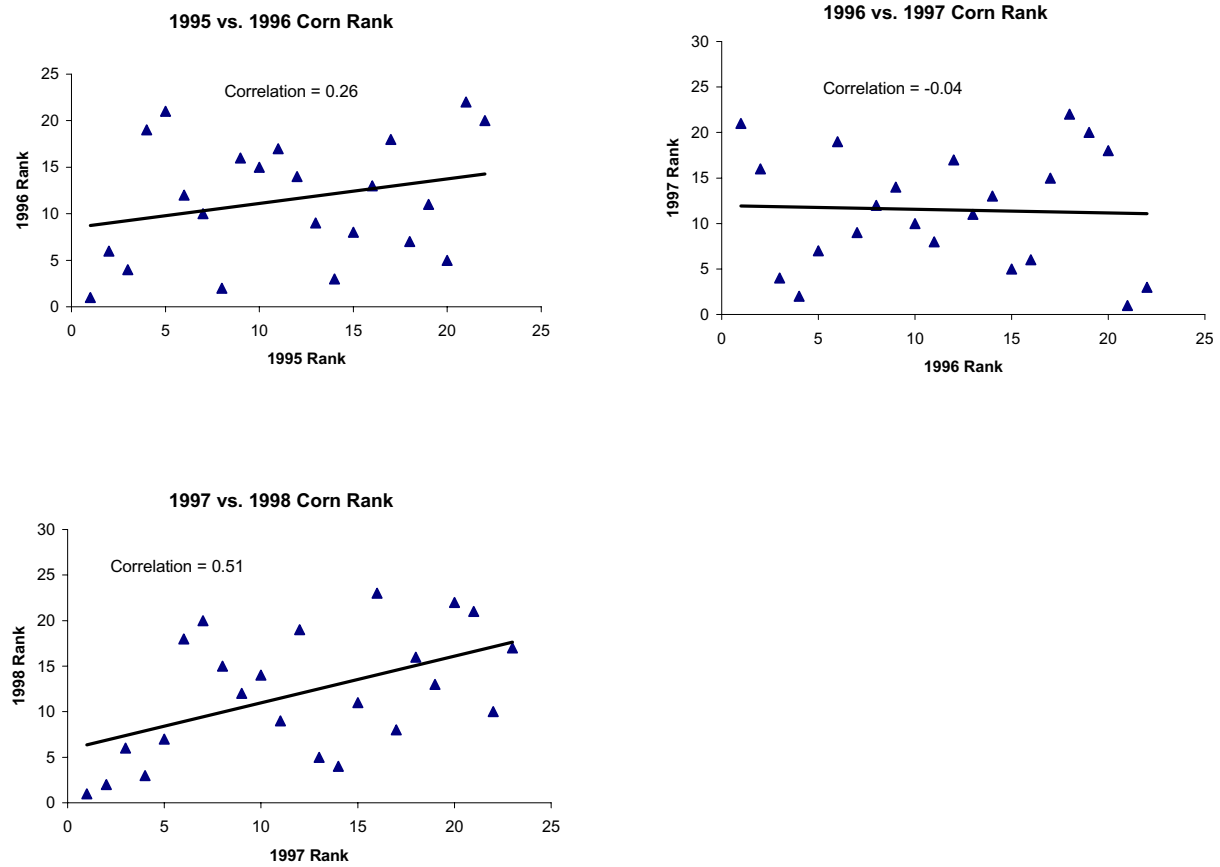 1995 vs. 1996 Corn Rank
Correlation = 0.26
1996 Rank
25
20
15
10
5
0
0 5 10 15 20 25
1995 Rank
1996 vs. 1997 Corn Rank
Correlation = -0.04
1997 Rank
30
25
20
15
10
5
0
0 5 10 15 20 25
1996 Rank
1997 vs. 1998 Corn Rank
Correlation = 0.51
1998 Rank
30
25
20
15
10
5
0
0 5 10 15 20 25
1997 Rank